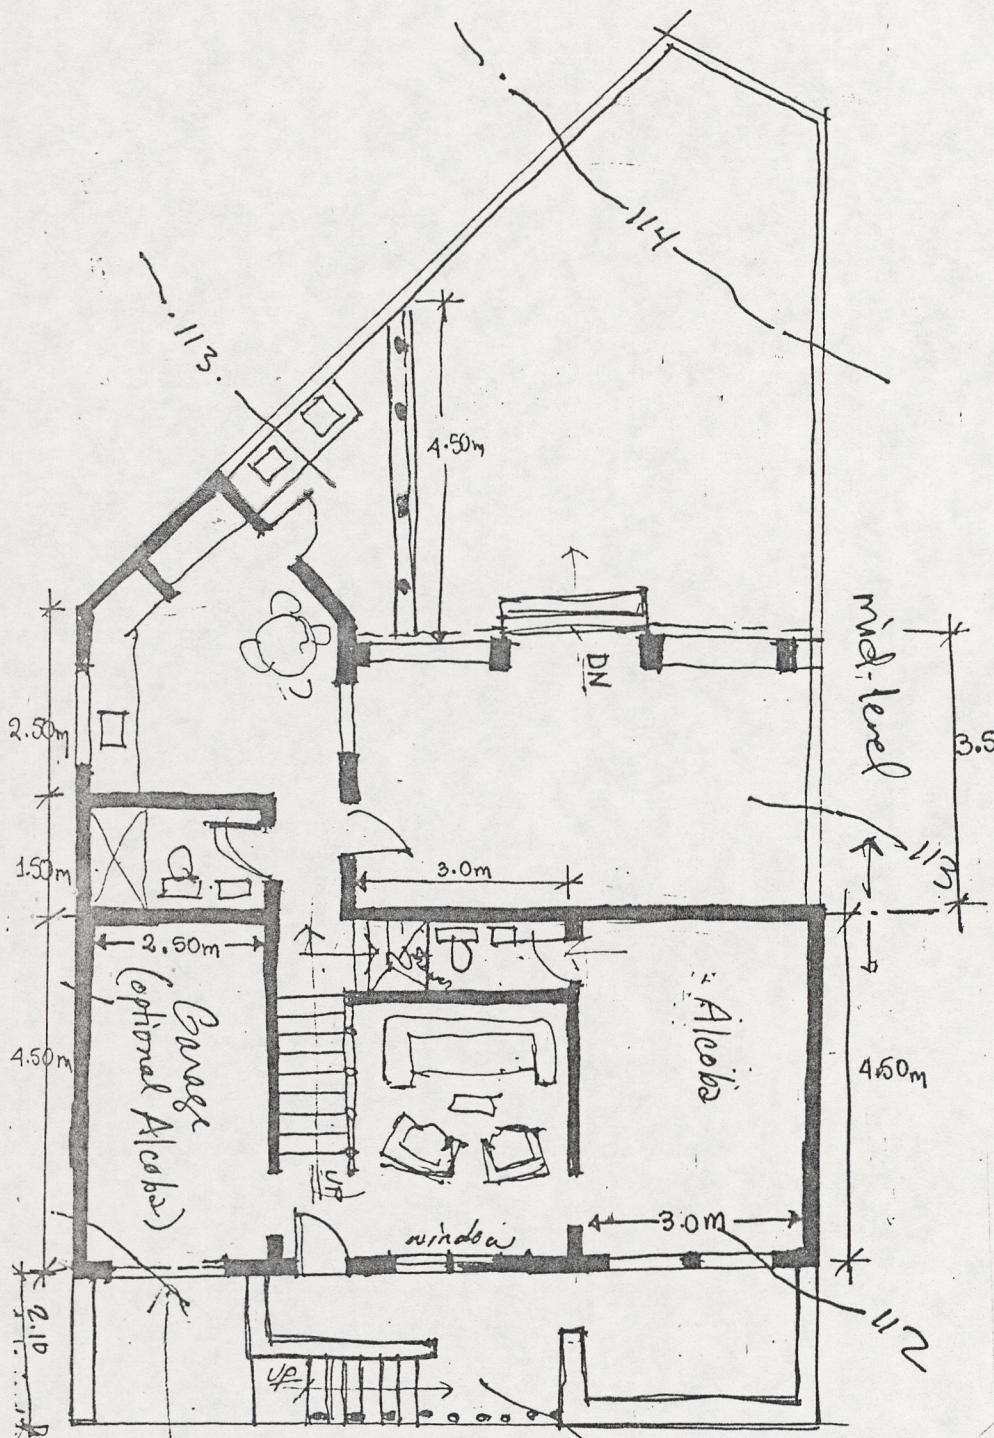 114
113.
4.50m
mid-level
DN
2.50m
3.5
113
1.50m
3.0m
2.50m
Garage
(optional Alcoba)
Alcoba
4.50m
4.50m
UP
3.0m
window
112
2.10
UP